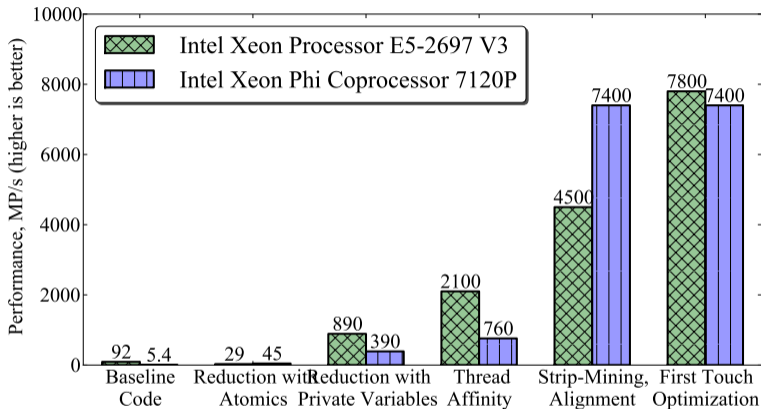 10000
8000
6000
4000
2000
0
Performance, MP/s (higher is better)
Intel Xeon Processor E5-2697 V3
Intel Xeon Phi Coprocessor 7120P
92
5.4
29
45
890
390
2100
760
4500
7400
7800
7400
Baseline
Code
Reduction with
Atomics
Reduction with
Private Variables
Thread
Affinity
Strip-Mining,
Alignment
First Touch
Optimization